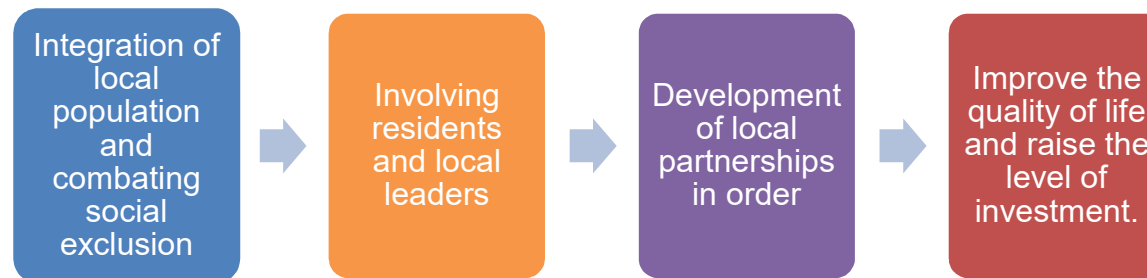 Integration of
local
population
and
combating
social
exclusion
Involving
residents
and local
leaders
Development
of local
partnerships
in order
Improve the
quality of life
and raise the
level of
investment.